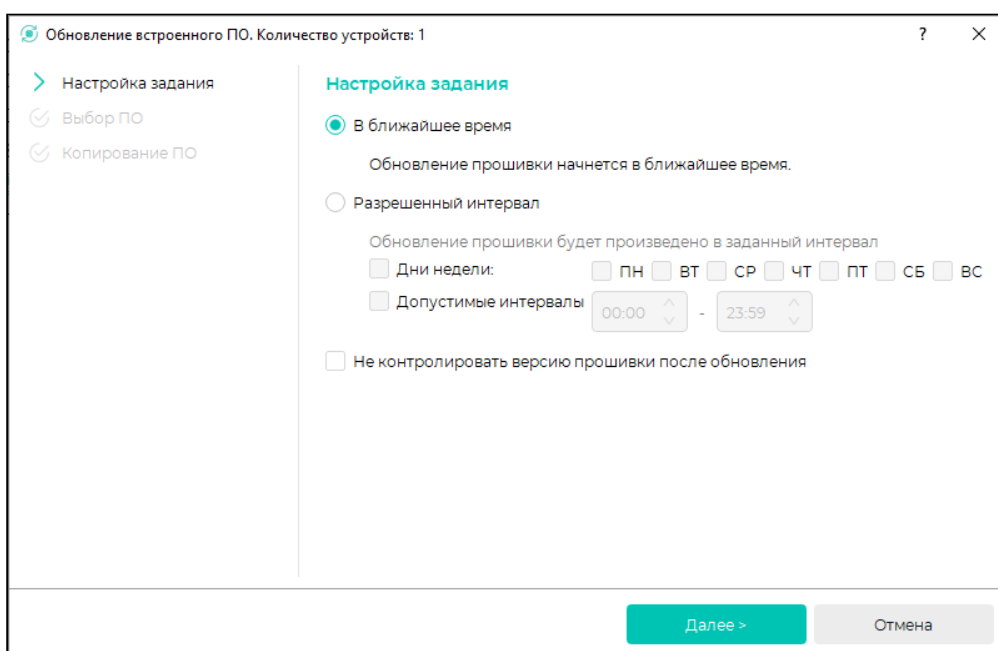 Обновление встроенного ПО. Количество устройств: 1
?
Настройка задания
Выбор ПО
Копирование ПО
Настройка задания
В ближайшее время
Обновление прошивки начнется в ближайшее время.
Разрешенный интервал
Обновление прошивки будет произведено в заданный интервал
Дни недели: ПН ВТ СР ЧТ ПТ СБ ВС
Допустимые интервалы 00:00 - 23:59
Не контролировать версию прошивки после обновления
Далее > Отмена